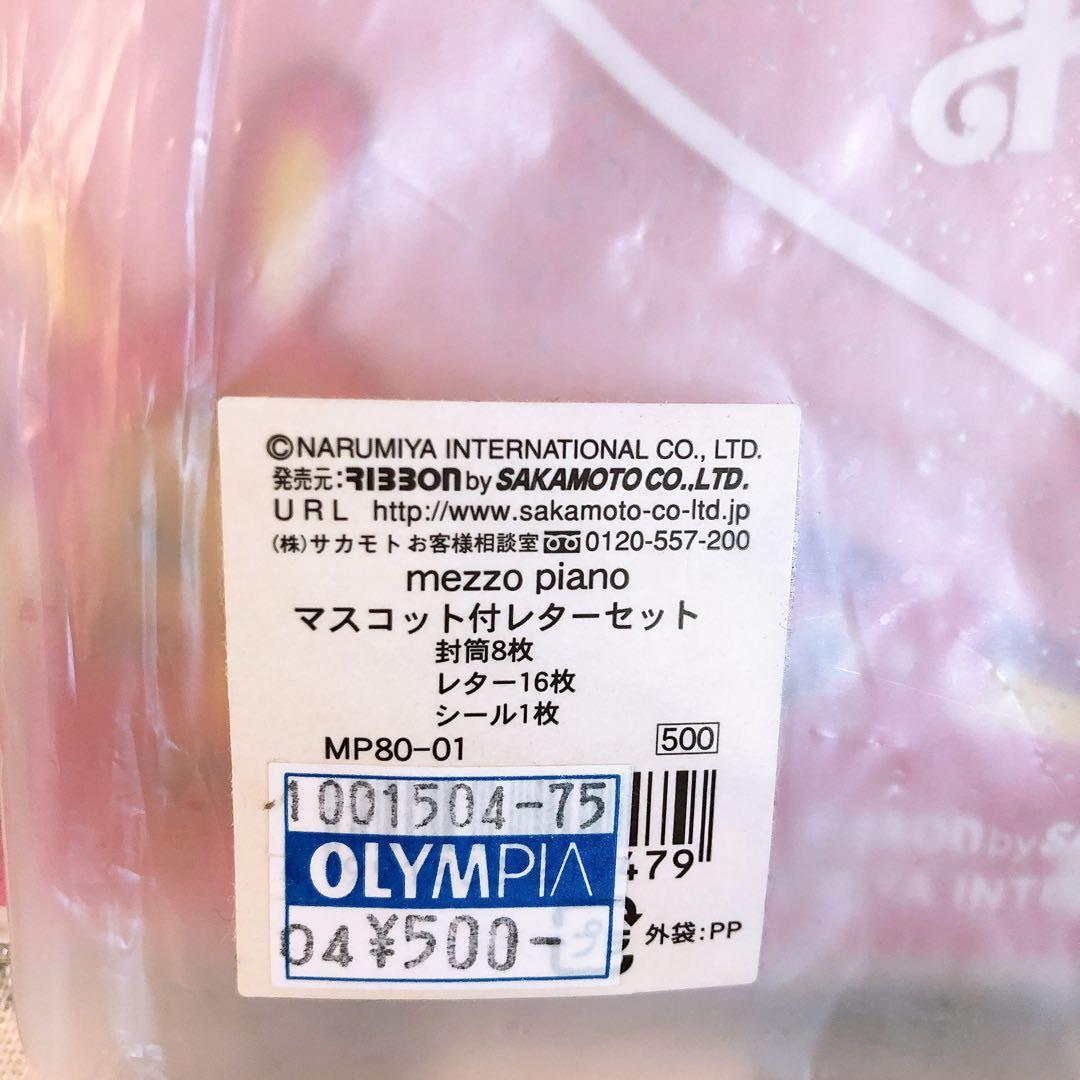 ©NARUMIYA INTERNATIONAL CO., LTD.
発売元:RIBBON by SAKAMOTO CO.,LTD.
URL http://www.sakamoto-co-ltd.jp
(株)サカモト お客様相談室 0120-557-200
mezzo piano
マスコット付レターセット
封筒8枚
レター16枚
シール1枚
MP80-01 500
1001504-75
OLYMPIA
479
04 ¥500-
外袋:PP
by
INTE